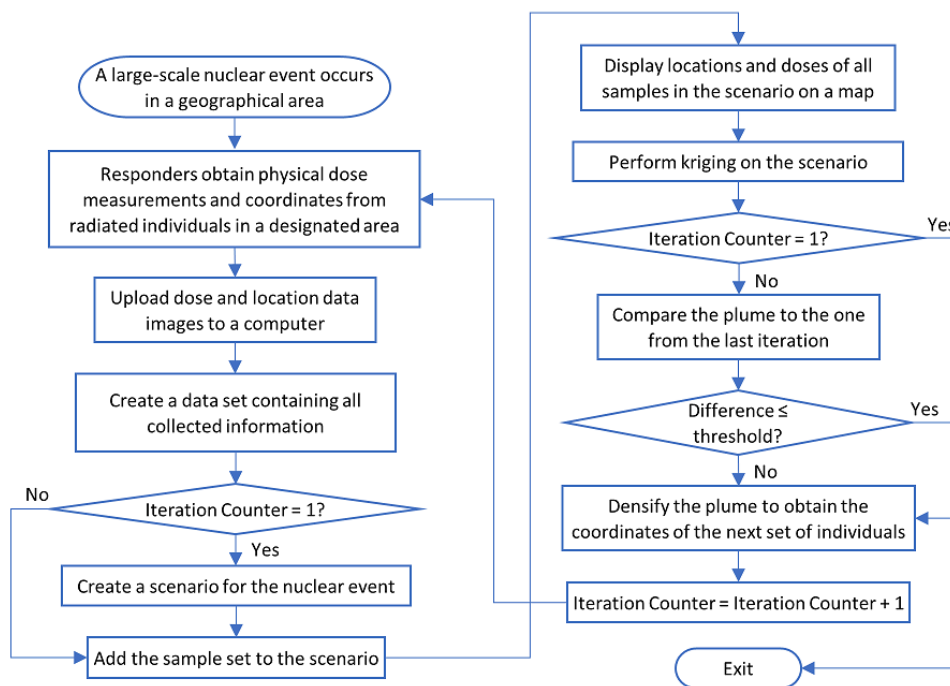 A large-scale nuclear event occurs
in a geographical area
Responders obtain physical dose
measurements and coordinates from
radiated individuals in a designated area
Upload dose and location data
images to a computer
Create a data set containing all
collected information
No
Iteration Counter = 1?
Yes
Create a scenario for the nuclear event
Add the sample set to the scenario
Display locations and doses of all
samples in the scenario on a map
Perform kriging on the scenario
Iteration Counter = 1?
Yes
No
Compare the plume to the one
from the last iteration
Difference ≤
threshold?
Yes
No
Densify the plume to obtain the
coordinates of the next set of individuals
Iteration Counter = Iteration Counter + 1
Exit